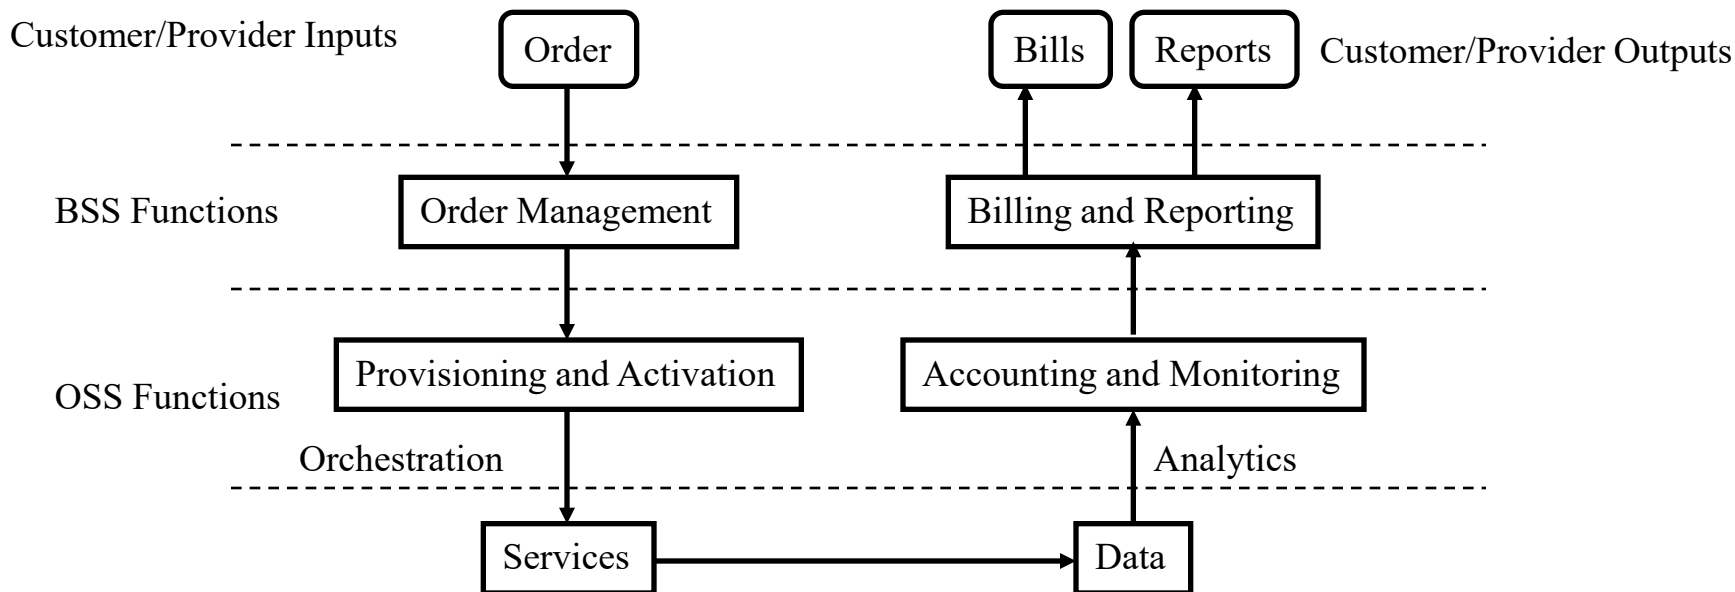 Customer/Provider Inputs
Order
Bills
Reports
Customer/Provider Outputs
BSS Functions
Order Management
Billing and Reporting
OSS Functions
Provisioning and Activation
Accounting and Monitoring
Orchestration
Analytics
Services
Data